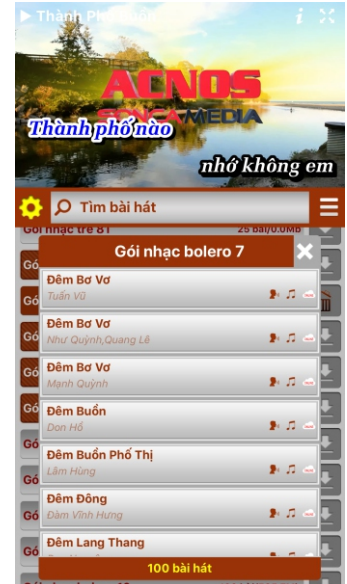 Thành Phố Buồn
ACNOS
SONCAMEDIA
Thành phố nào
nhớ không em
Tìm bài hát
Gói nhạc trẻ 81
25 bài/0.0Mb
Gói nhạc bolero 7
Đêm Bơ Vơ
Tuấn Vũ
Đêm Bơ Vơ
Như Quỳnh,Quang Lê
Đêm Bơ Vơ
Mạnh Quỳnh
Đêm Buồn
Don Hồ
Đêm Buồn Phố Thị
Lâm Hùng
Đêm Đông
Đàm Vĩnh Hưng
Đêm Lang Thang
100 bài hát